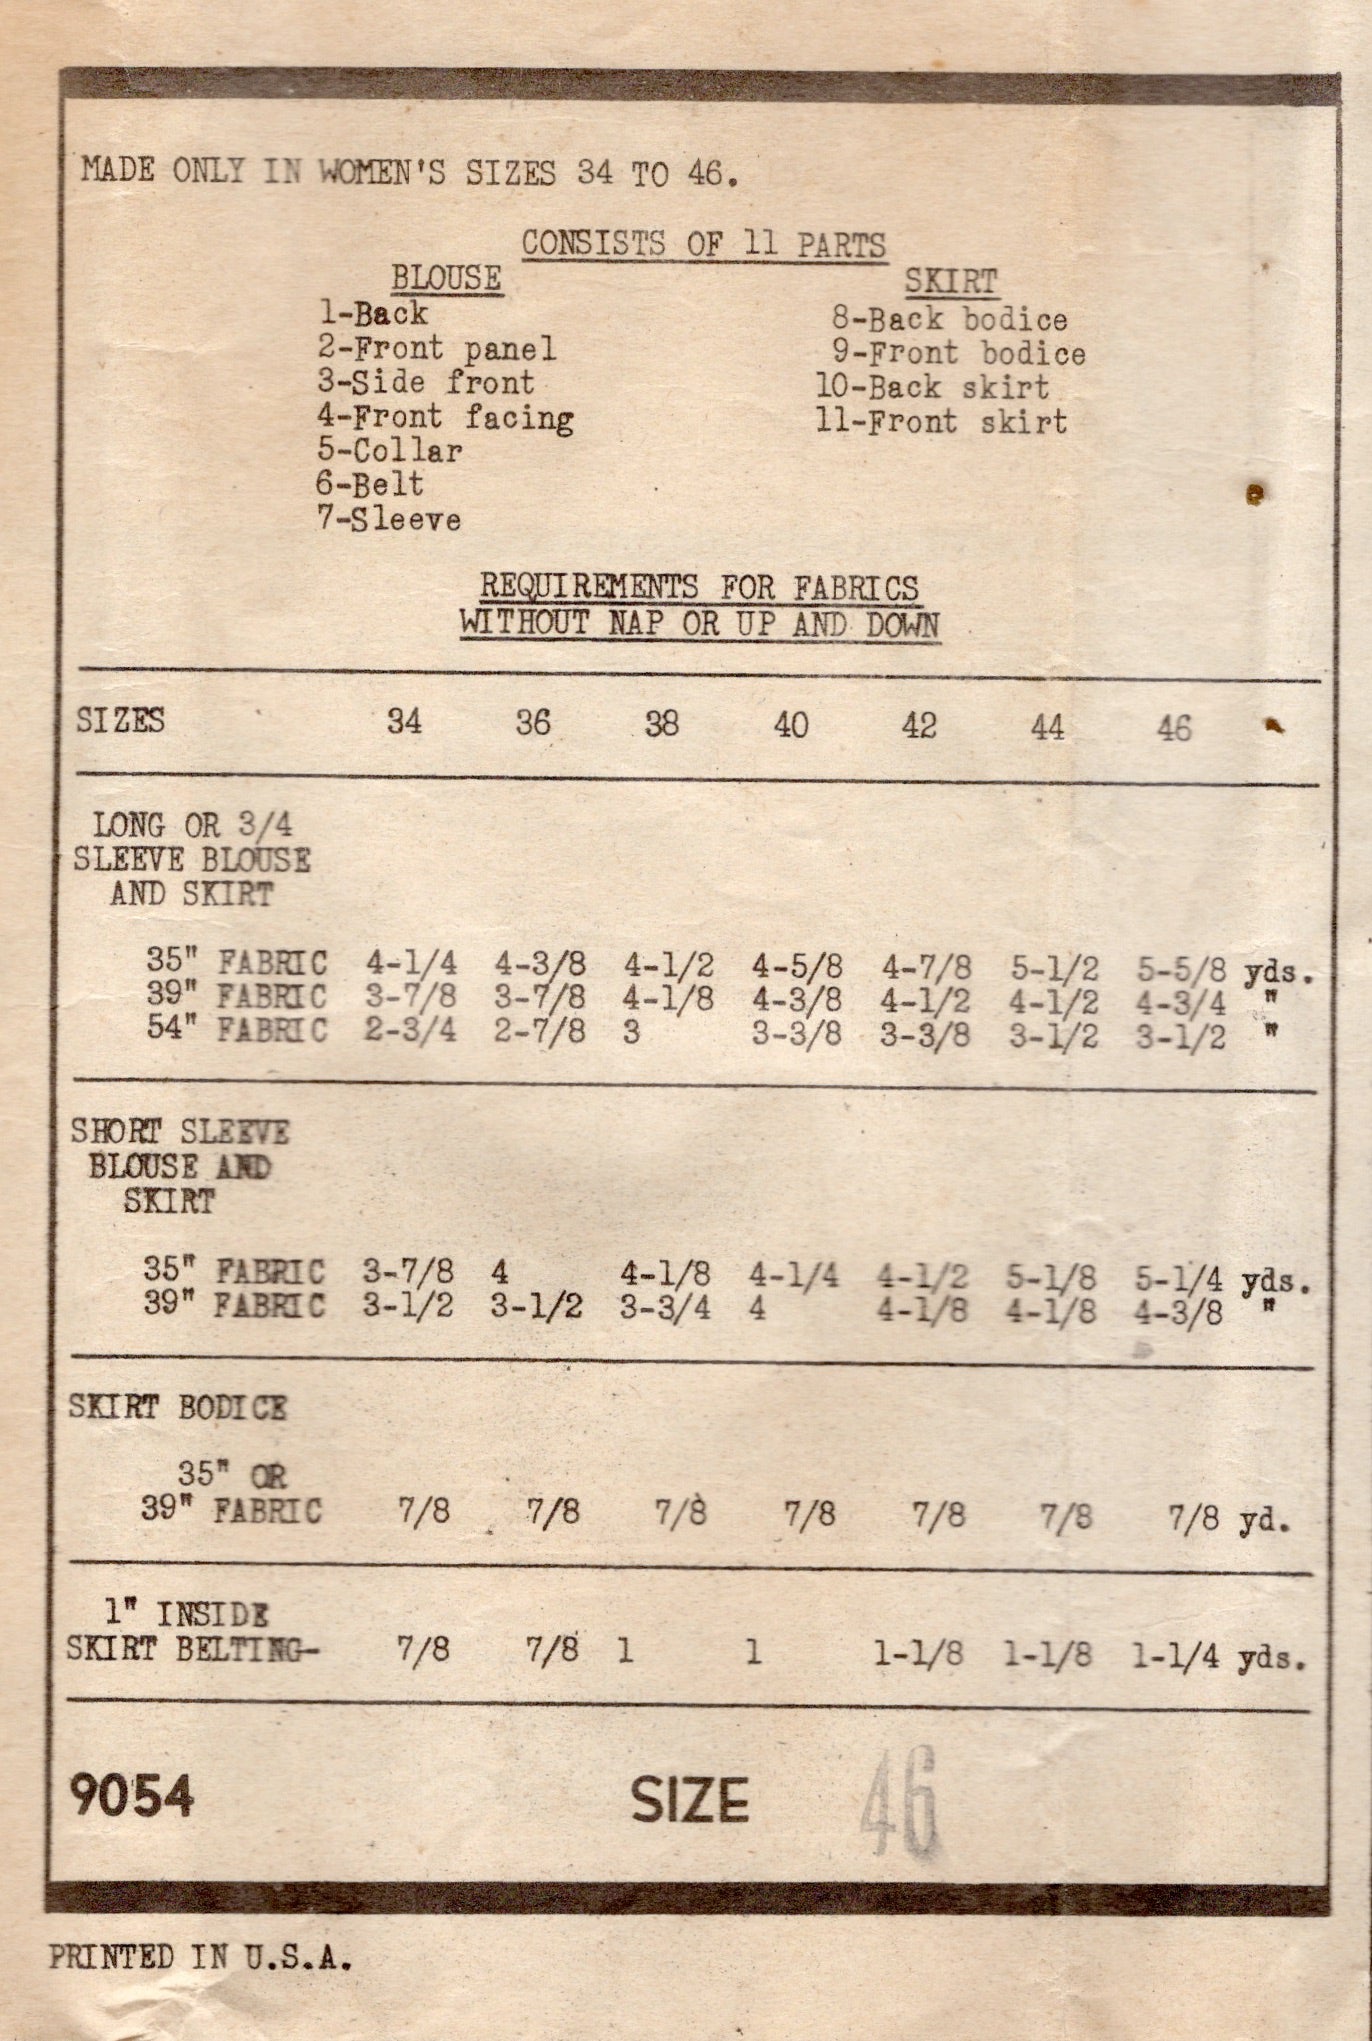 MADE ONLY IN WOMEN'S SIZES 34 TO 46.
CONSISTS OF 11 PARTS
BLOUSE SKIRT
1-Back 8-Back bodice
2-Front panel 9-Front bodice
3-Side front 10-Back skirt
4-Front facing 11-Front skirt
5-Collar
6-Belt
7-Sleeve
REQUIREMENTS FOR FABRICS
WITHOUT NAP OR UP AND DOWN
SIZES 34 36 38 40 42 44 46
LONG OR 3/4
SLEEVE BLOUSE
AND SKIRT
35" FABRIC 4-1/4 4-3/8 4-1/2 4-5/8 4-7/8 5-1/2 5-5/8 yds.
39" FABRIC 3-7/8 3-7/8 4-1/8 4-3/8 4-1/2 4-1/2 4-3/4 "
54" FABRIC 2-3/4 2-7/8 3 3-3/8 3-3/8 3-1/2 3-1/2 "
SHORT SLEEVE
BLOUSE AND
SKIRT
35" FABRIC 3-7/8 4 4-1/8 4-1/4 4-1/2 5-1/8 5-1/4 yds.
39" FABRIC 3-1/2 3-1/2 3-3/4 4 4-1/8 4-1/8 4-3/8 "
SKIRT BODICE
35" OR
39" FABRIC 7/8 7/8 7/8 7/8 7/8 7/8 7/8 yd.
1" INSIDE
SKIRT BELTING- 7/8 7/8 1 1 1-1/8 1-1/8 1-1/4 yds.
9054 SIZE 46
PRINTED IN U.S.A.